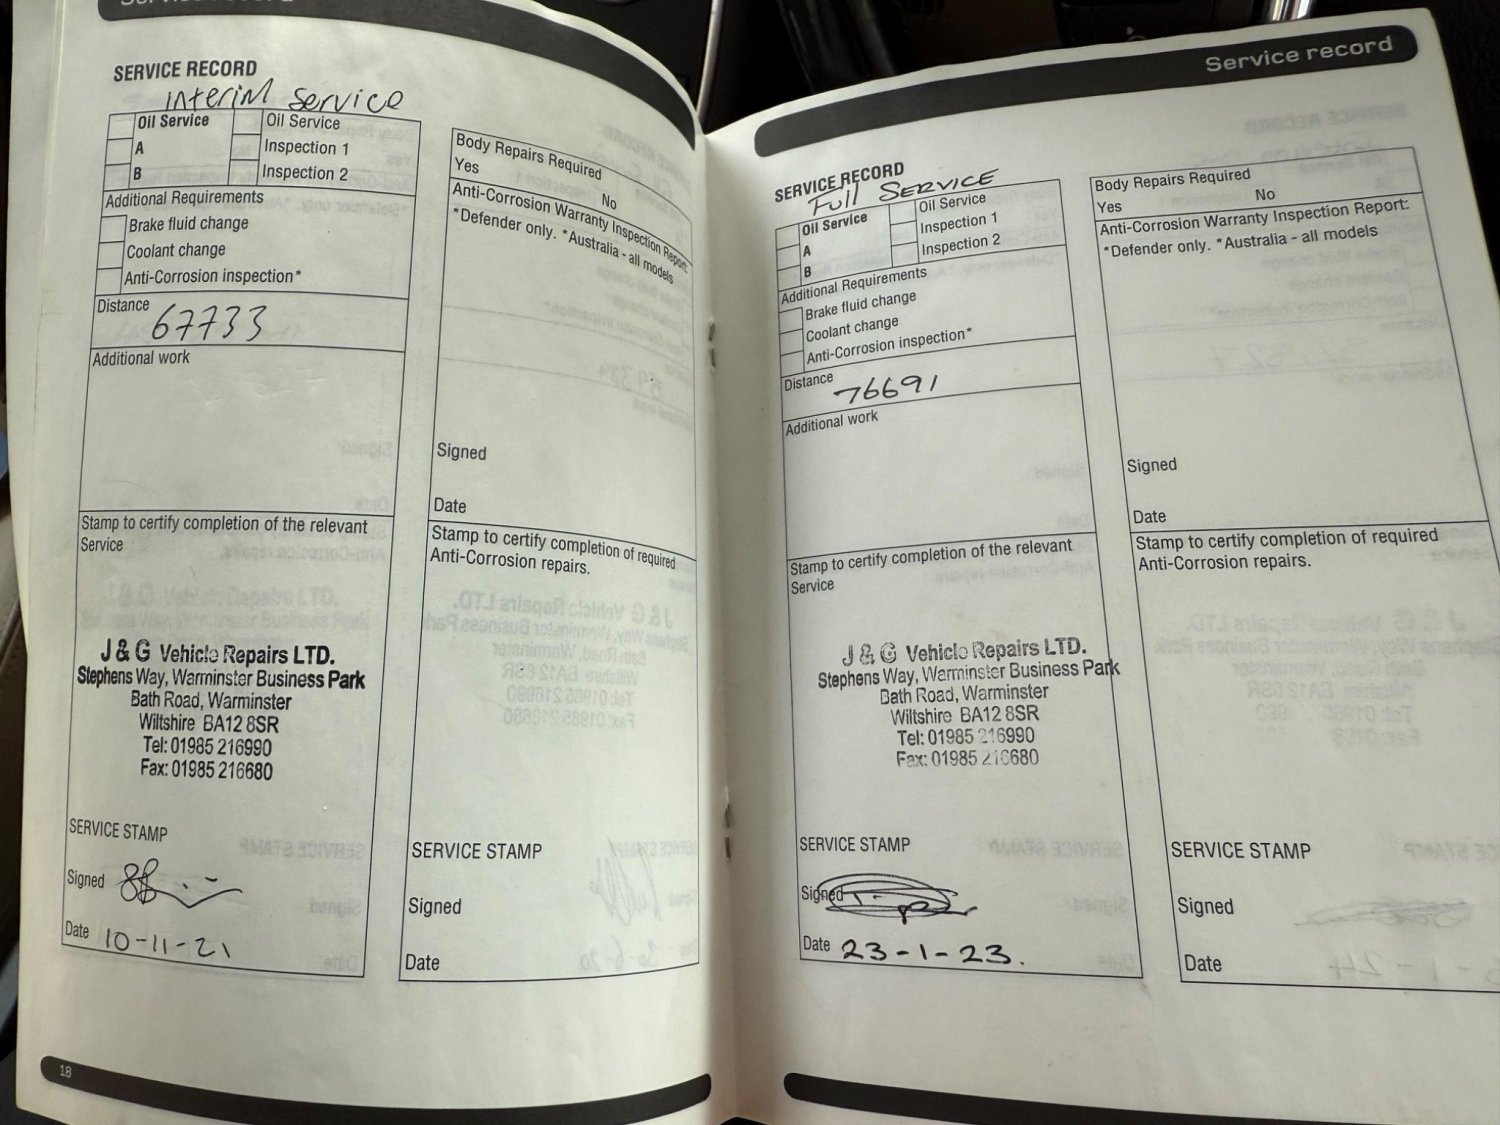 SERVICE RECORD
Interim Service
Oil Service
A
B
Oil Service
Inspection 1
Inspection 2
Additional Requirements
Brake fluid change
Coolant change
Anti-Corrosion inspection*
Distance
67733
Additional work
Stamp to certify completion of the relevant
Service
J & G Vehicle Repairs LTD.
Stephens Way, Warminster Business Park
Bath Road, Warminster
Wiltshire BA12 8SR
Tel: 01985 216990
Fax: 01985 216680
SERVICE STAMP
Signed
Date 10-11-21
18
Body Repairs Required
Yes No
Anti-Corrosion Warranty Inspection Report:
*Defender only. *Australia - all models
Signed
Date
Stamp to certify completion of required
Anti-Corrosion repairs.
SERVICE STAMP
Signed
Date
Service record
SERVICE RECORD
Full SERVICE
Oil Service
A
B
Oil Service
Inspection 1
Inspection 2
Additional Requirements
Brake fluid change
Coolant change
Anti-Corrosion inspection*
Distance
76691
Additional work
Stamp to certify completion of the relevant
Service
J & G Vehicle Repairs LTD.
Stephens Way, Warminster Business Park
Bath Road, Warminster
Wiltshire BA12 8SR
Tel: 01985 216990
Fax: 01985 216680
SERVICE STAMP
Signed
Date 23-1-23.
Body Repairs Required
Yes No
Anti-Corrosion Warranty Inspection Report:
*Defender only. *Australia - all models
Signed
Date
Stamp to certify completion of required
Anti-Corrosion repairs.
SERVICE STAMP
Signed
Date